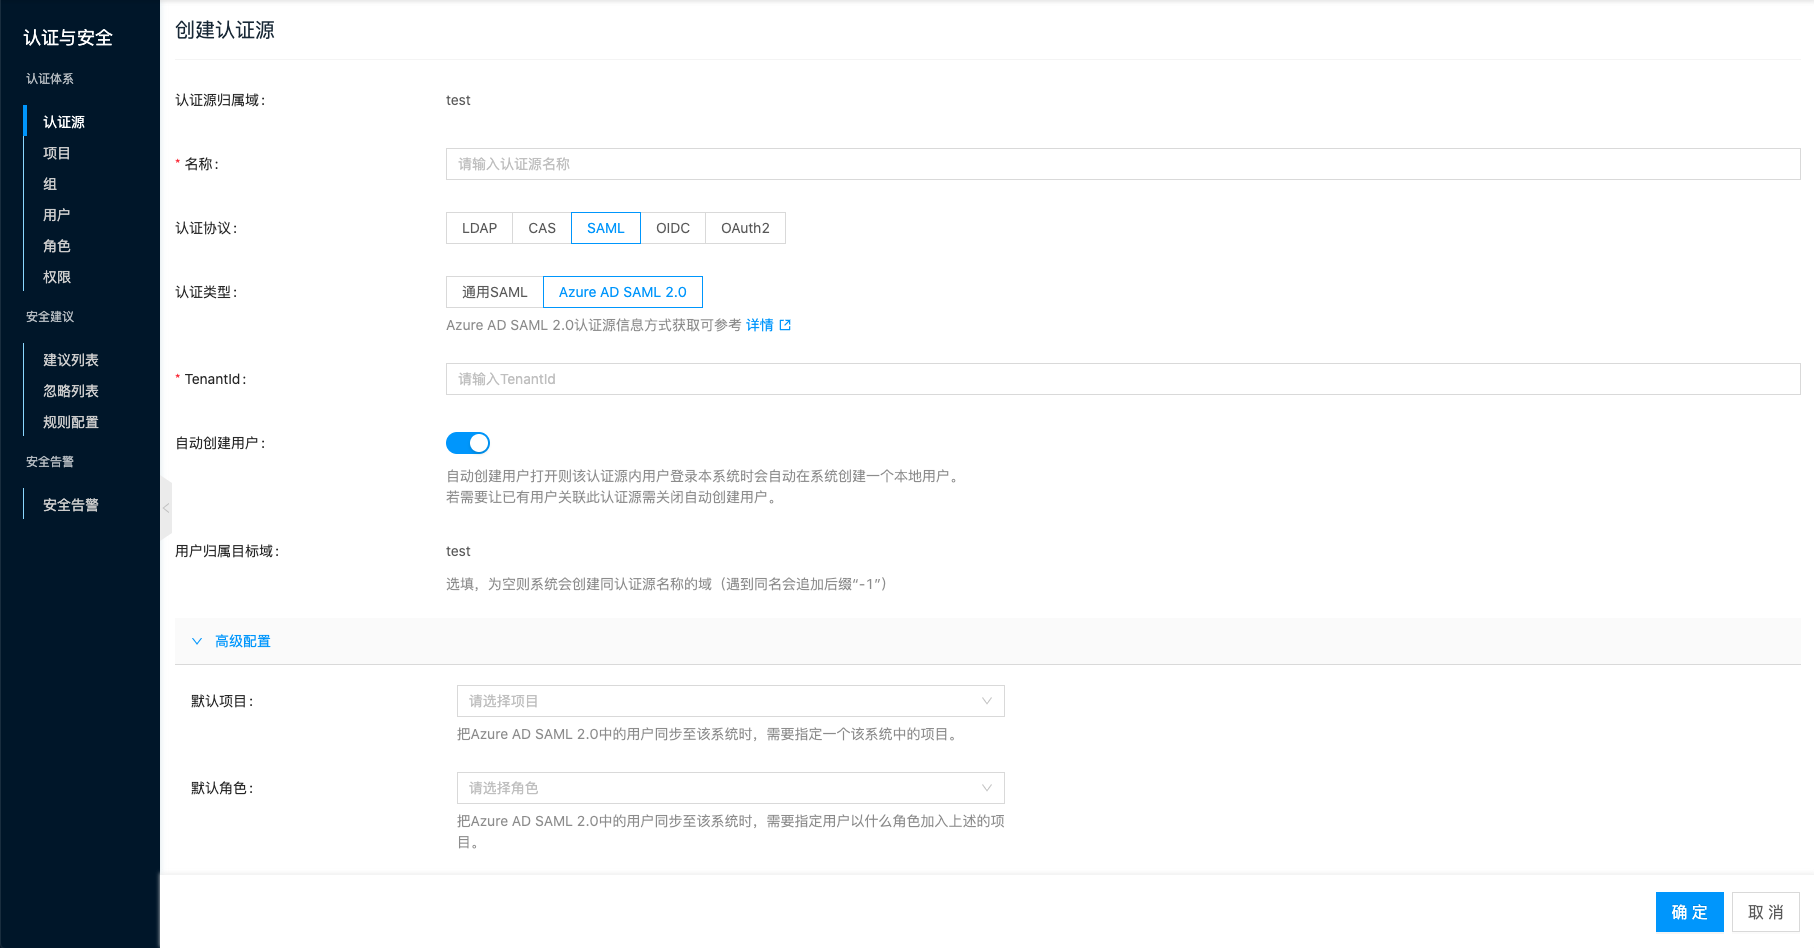 认证与安全
认证体系
认证源
项目
组
用户
角色
权限
安全建议
建议列表
忽略列表
规则配置
安全告警
安全告警
创建认证源
认证源归属域：
test
* 名称：
请输入认证源名称
认证协议：
LDAP CAS SAML OIDC OAuth2
认证类型：
通用SAML Azure AD SAML 2.0
Azure AD SAML 2.0认证源信息方式获取可参考 详情
* TenantId：
请输入TenantId
自动创建用户：
自动创建用户打开则该认证源内用户登录本系统时会自动在系统创建一个本地用户。
若需要让已有用户关联此认证源需关闭自动创建用户。
用户归属目标域：
test
选填，为空则系统会创建同认证源名称的域（遇到同名会追加后缀“-1”）
高级配置
默认项目：
请选择项目
把Azure AD SAML 2.0中的用户同步至该系统时，需要指定一个该系统中的项目。
默认角色：
请选择角色
把Azure AD SAML 2.0中的用户同步至该系统时，需要指定用户以什么角色加入上述的项
目。
确 定
取 消